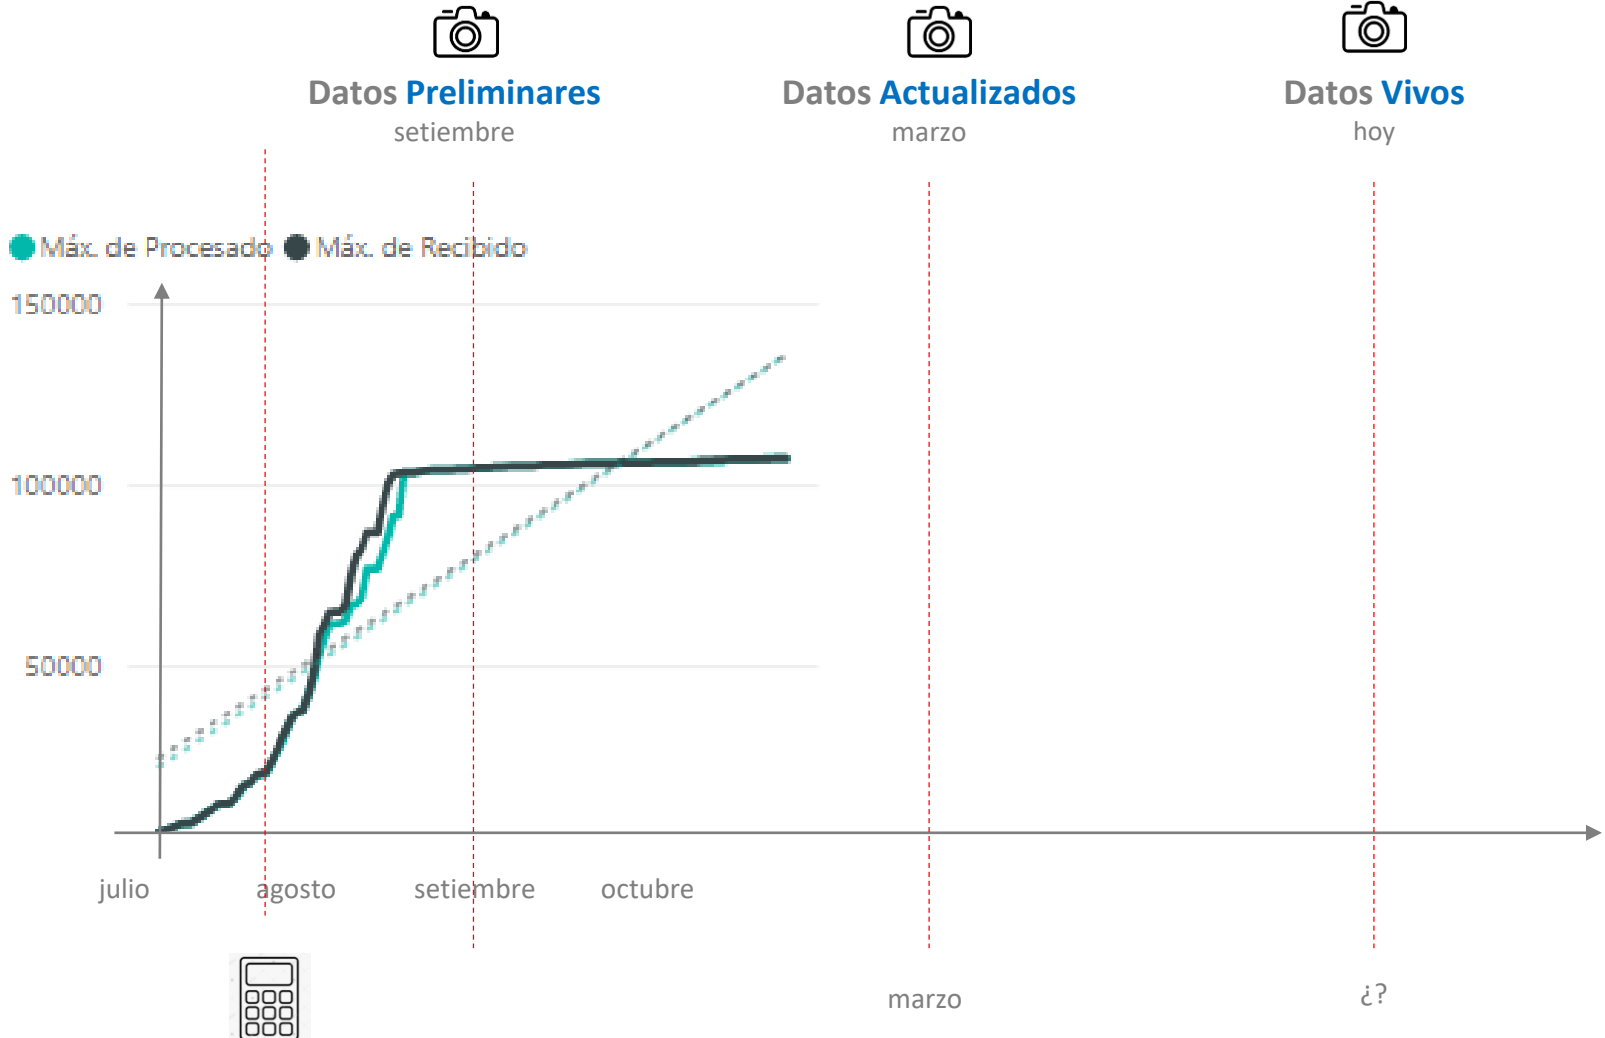 Datos Preliminares
setiembre
Datos Actualizados
marzo
Datos Vivos
hoy
Máx. de Procesado Máx. de Recibido
150000
100000
50000
julio agosto setiembre octubre
marzo
¿?